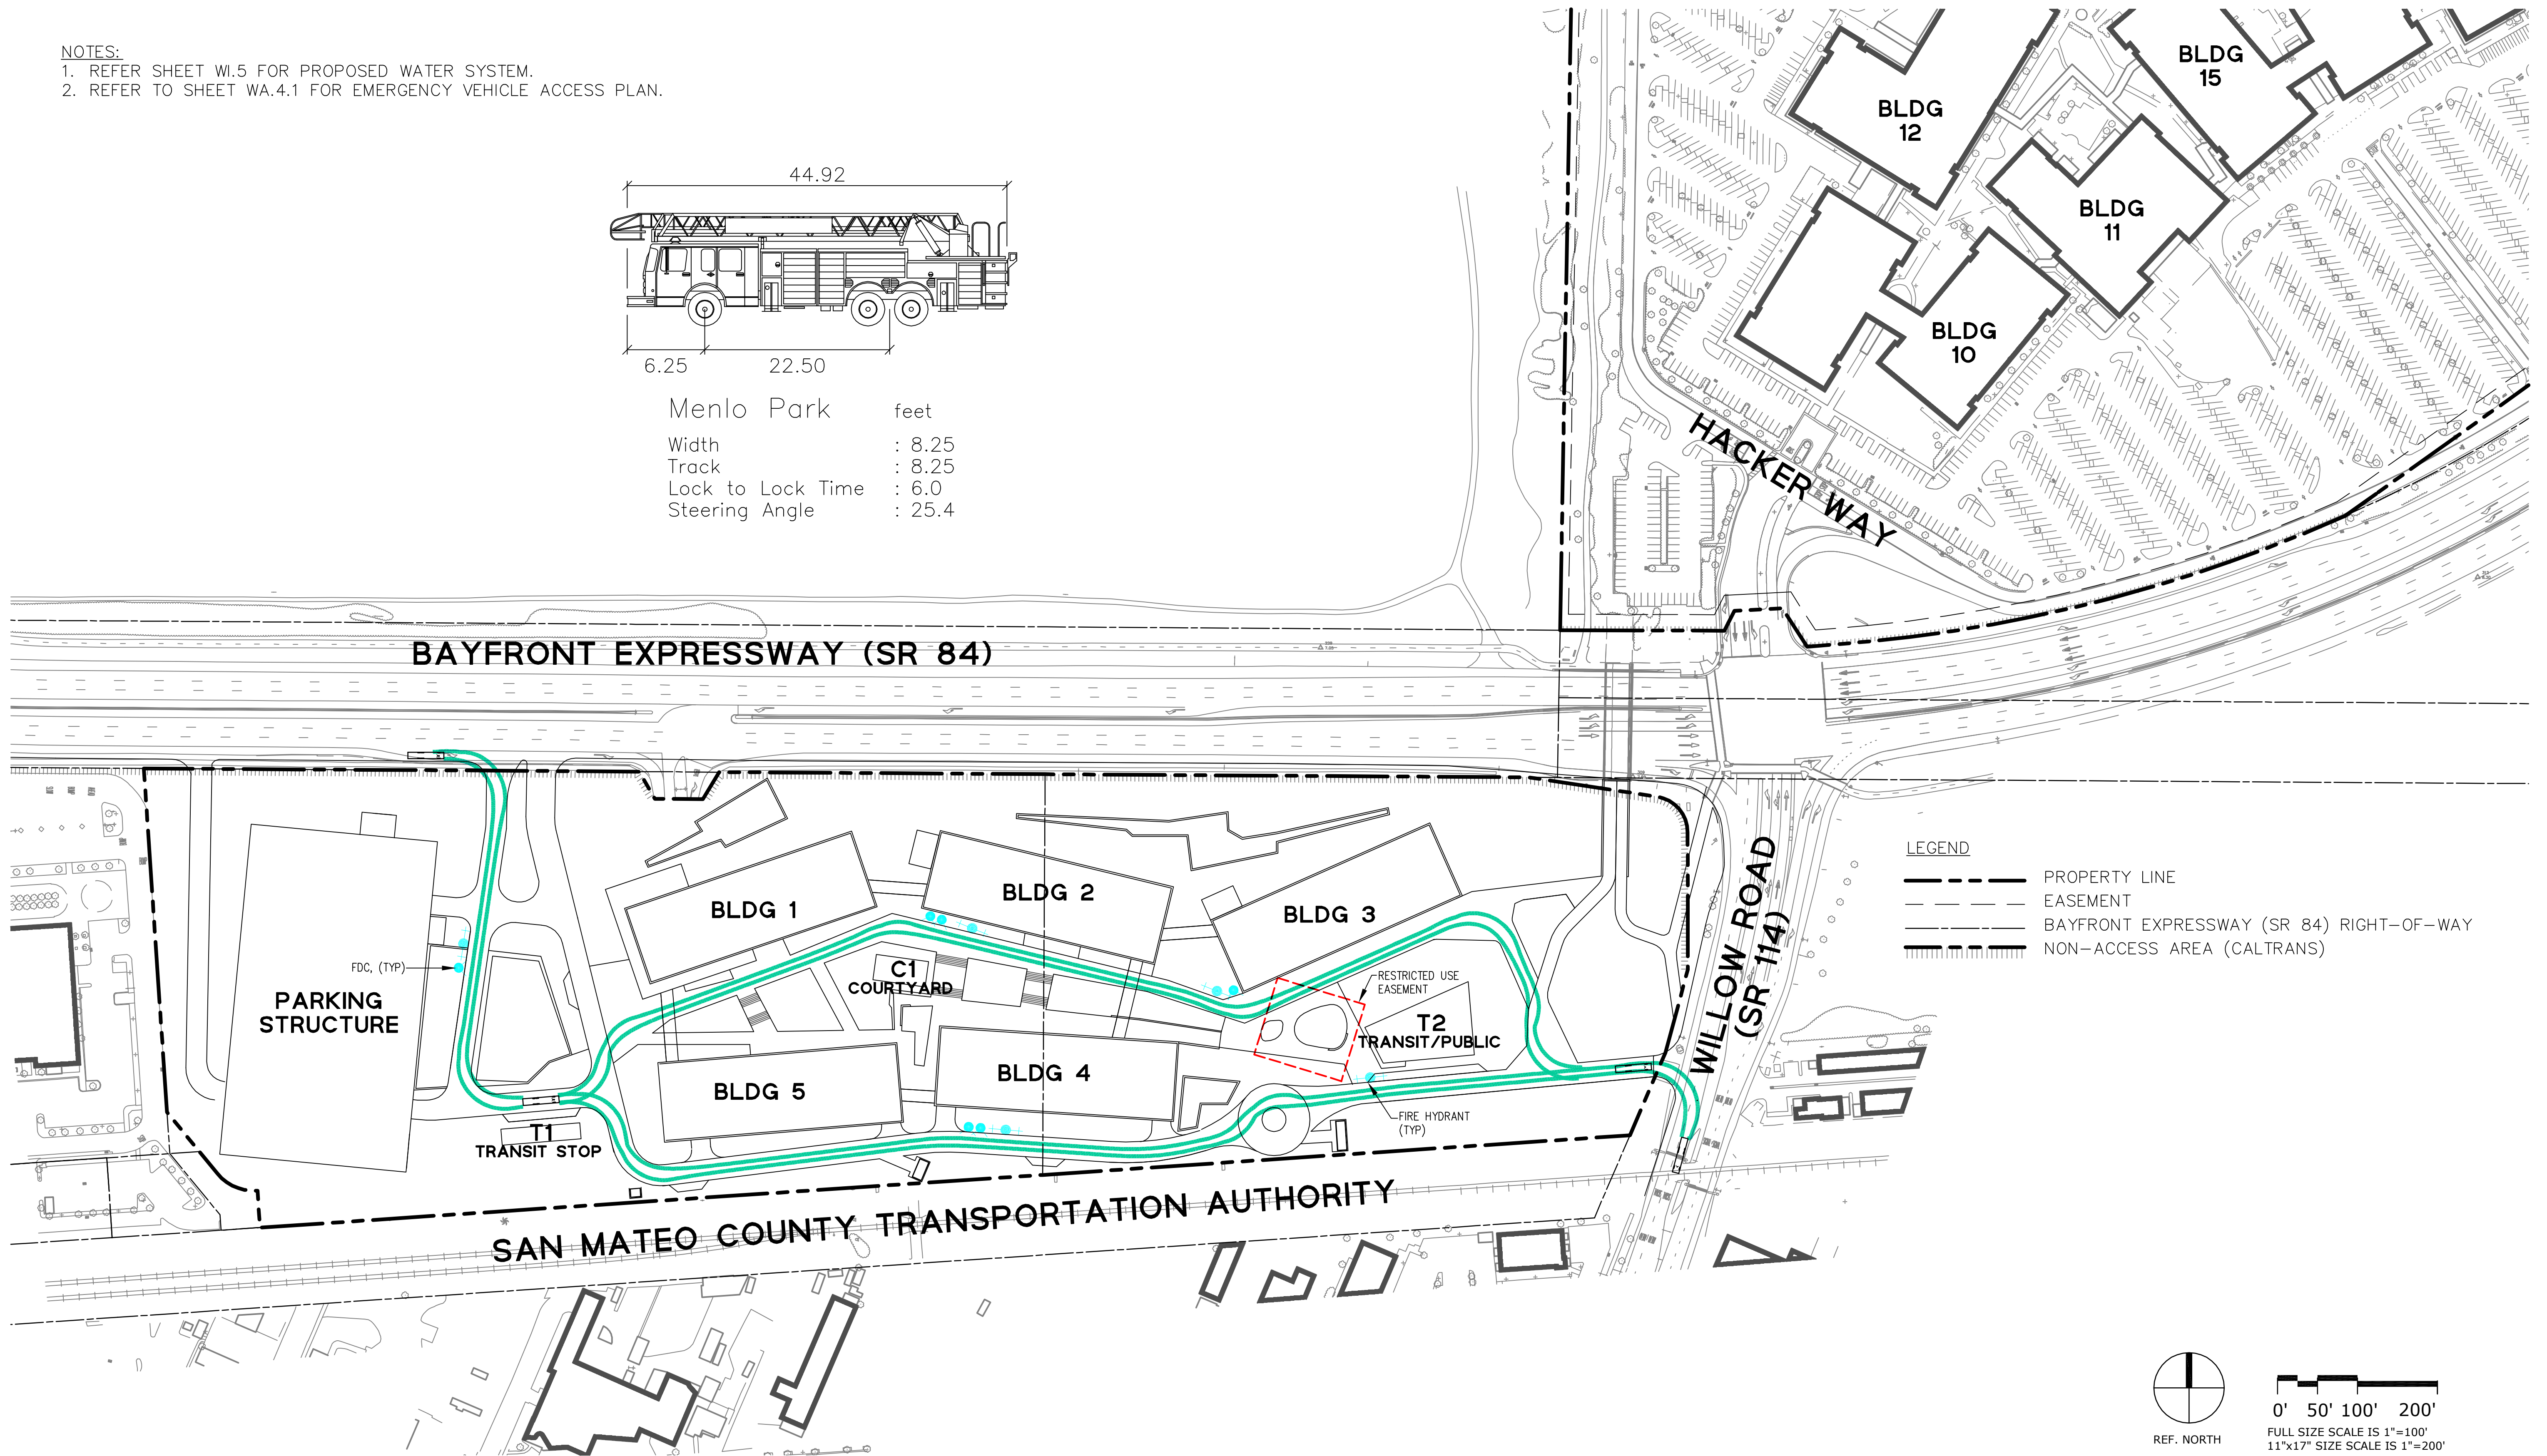 NOTES:
1. REFER SHEET WI.5 FOR PROPOSED WATER SYSTEM.
2. REFER TO SHEET WA.4.1 FOR EMERGENCY VEHICLE ACCESS PLAN.
44.92
6.25
22.50
Menlo Park feet
Width : 8.25
Track : 8.25
Lock to Lock Time : 6.0
Steering Angle : 25.4
BLDG
15
BLDG
12
BLDG
11
BLDG
10
HACKER WAY
BAYFRONT EXPRESSWAY (SR 84)
BLDG 1
BLDG 2
BLDG 3
FDC, (TYP)
PARKING
STRUCTURE
C1
COURTYARD
RESTRICTED USE
EASEMENT
T2
TRANSIT/PUBLIC
BLDG 5
BLDG 4
FIRE HYDRANT
(TYP)
T1
TRANSIT STOP
WILLOW ROAD
(SR 114)
SAN MATEO COUNTY TRANSPORTATION AUTHORITY
LEGEND
PROPERTY LINE
EASEMENT
BAYFRONT EXPRESSWAY (SR 84) RIGHT-OF-WAY
NON-ACCESS AREA (CALTRANS)
REF. NORTH
0' 50' 100' 200'
FULL SIZE SCALE IS 1"=100'
11"x17" SIZE SCALE IS 1"=200'